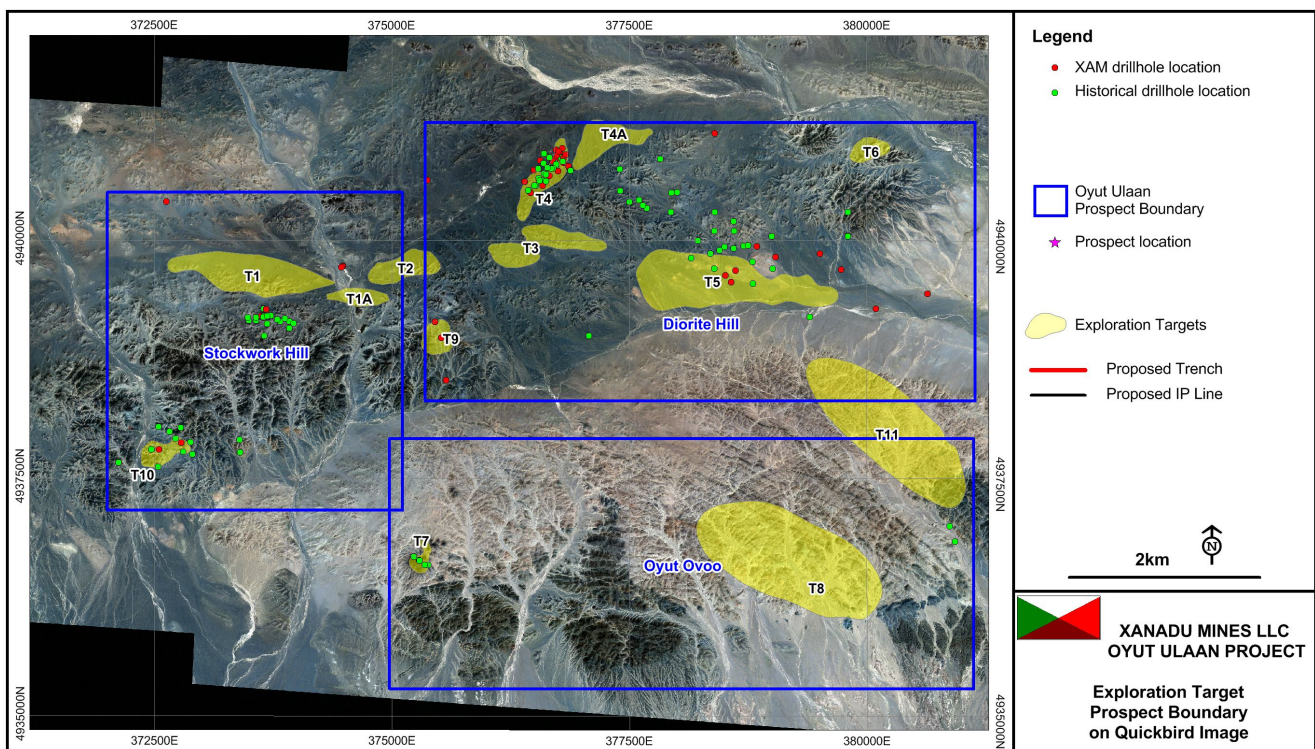 372500E
375000E
377500E
380000E
4940000N
4937500N
4935000N
4940000N
4937500N
4935000N
T4A
T6
T4
T3
T2
T1
T1A
T5
Diorite Hill
T9
Stockwork Hill
T11
T10
T7
Oyut Ovoo
T8
372500E
375000E
377500E
380000E
Legend
XAM drillhole location
Historical drillhole location
Oyut Ulaan
Prospect Boundary
Prospect location
Exploration Targets
Proposed Trench
Proposed IP Line
N
2km
XANADU MINES LLC
OYUT ULAAN PROJECT
Exploration Target
Prospect Boundary
on Quickbird Image